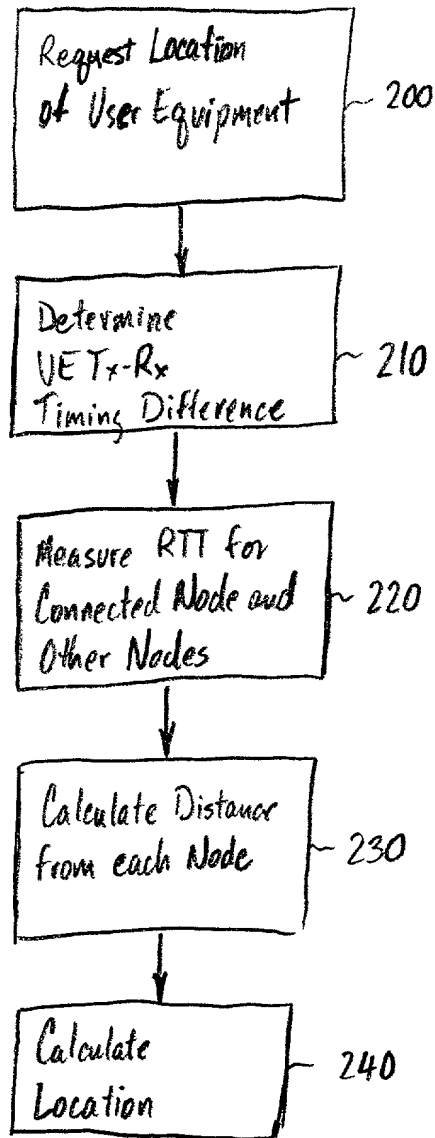 Request Location
of User Equipment
200
Determine
UE Tx-Rx
Timing Difference
210
Measure RTT for
Connected Node and
Other Nodes
220
Calculate Distance
from each Node
230
Calculate
Location
240